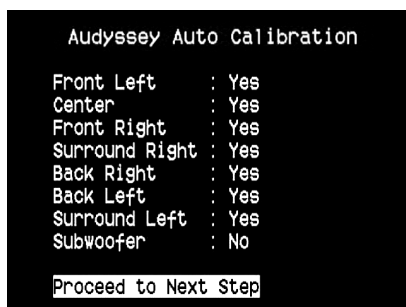 Audyssey Auto Calibration
Front Left : Yes
Center : Yes
Front Right : Yes
Surround Right : Yes
Back Right : Yes
Back Left : Yes
Surround Left : Yes
Subwoofer : No
Proceed to Next Step